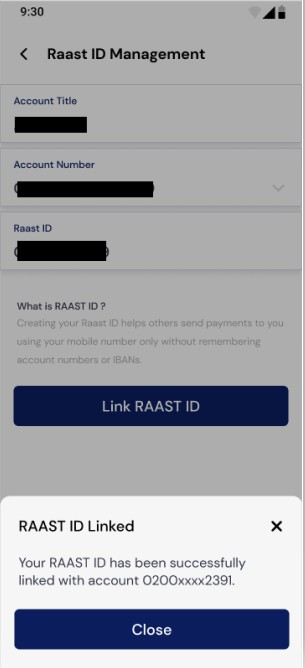 9:30
Raast ID Management
Account Title
Account Number
Raast ID
What is RAAST ID ?
Creating your Raast ID helps others send payments to you
using your mobile number only without remembering
account numbers or IBANs.
Link RAAST ID
RAAST ID Linked
Your RAAST ID has been successfully
linked with account 0200xxxx2391.
Close